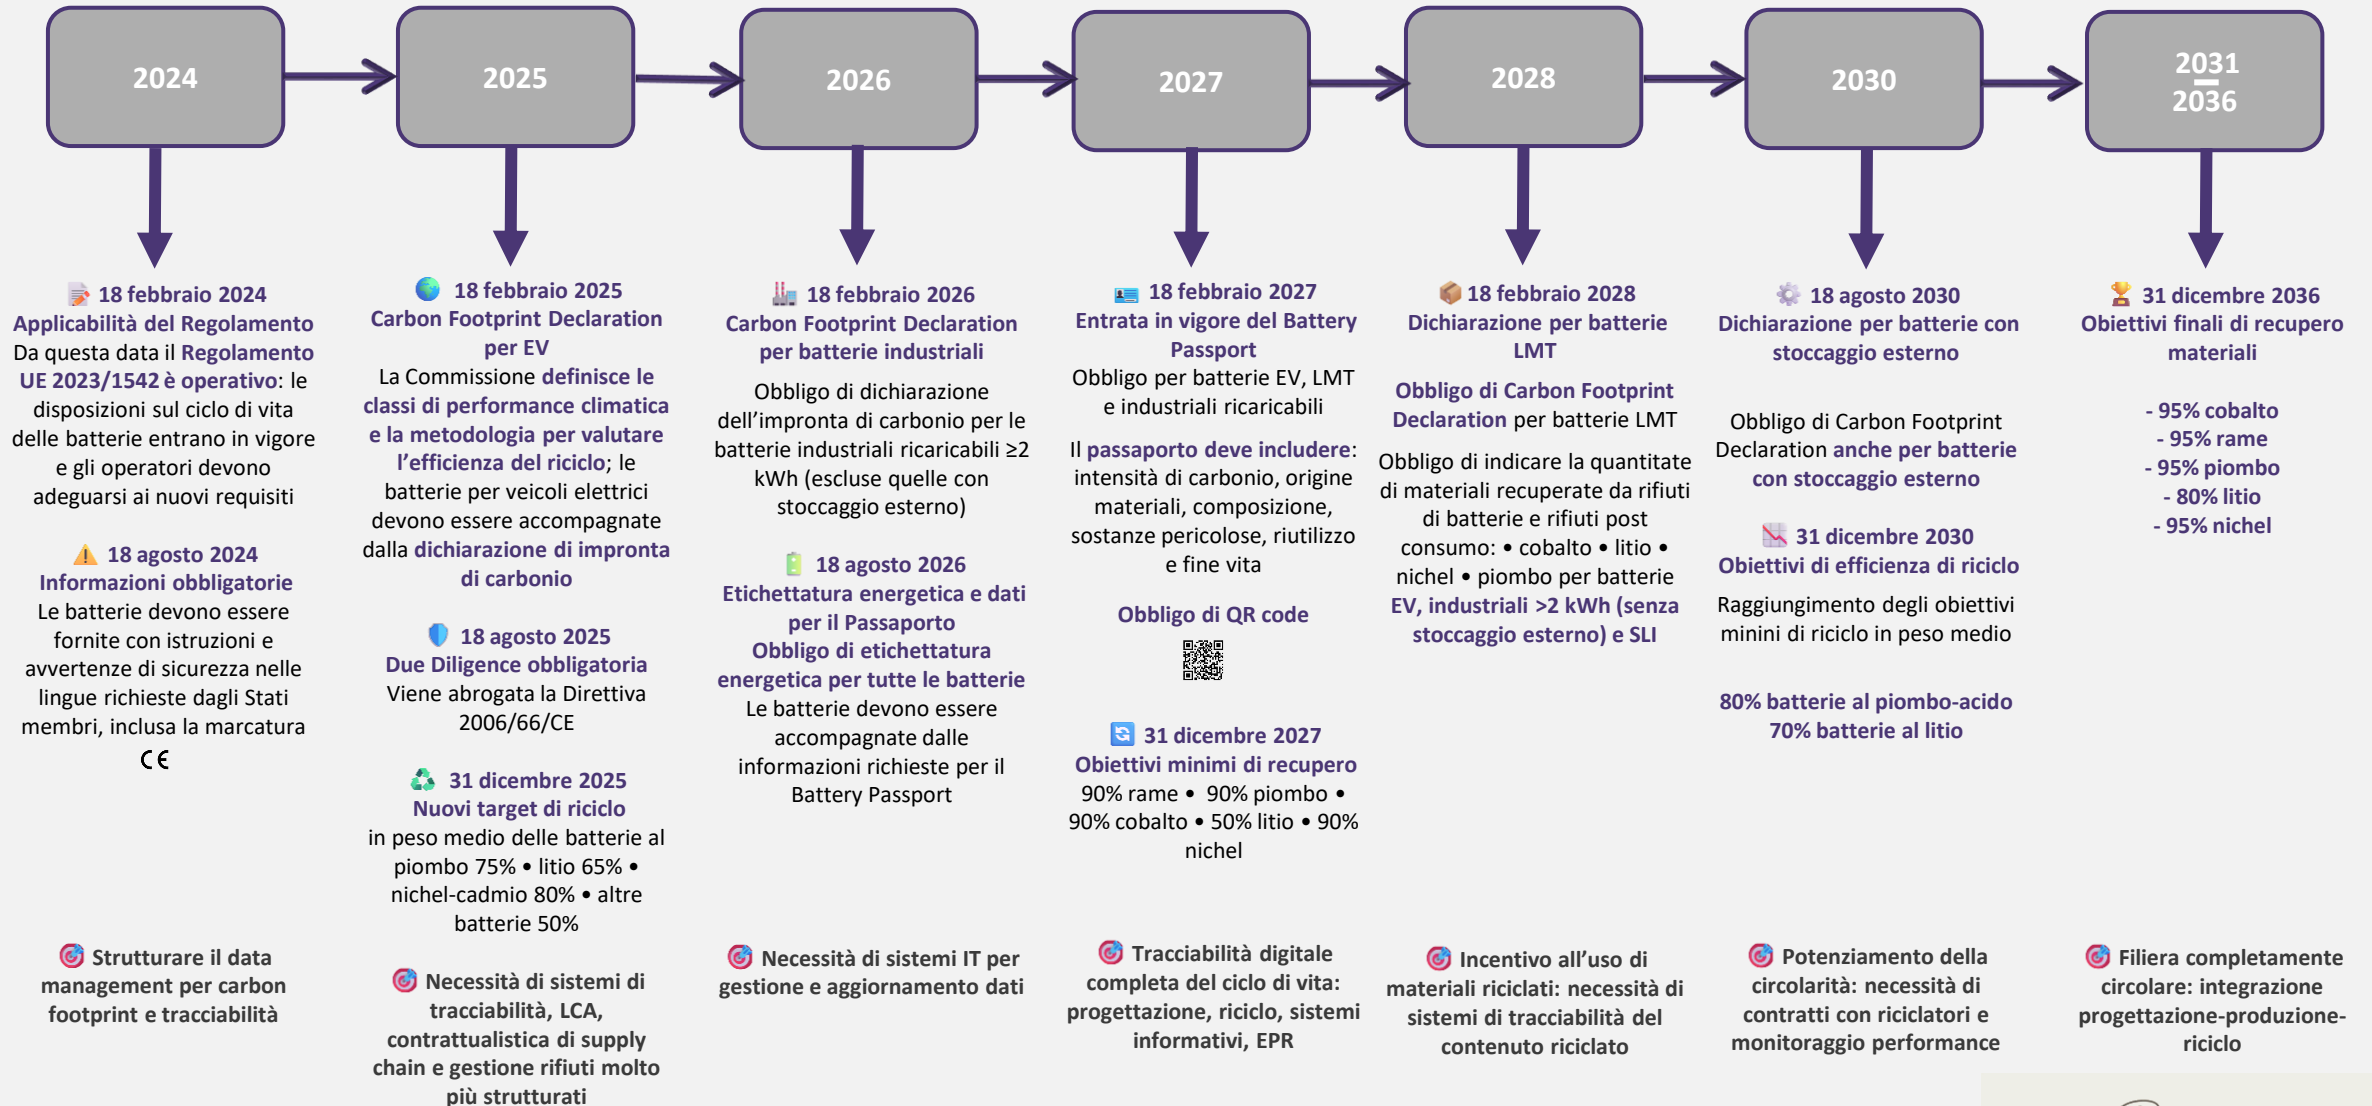 2024
2025
2026
2027
2028
2030
2031
2036
18 febbraio 2024
Applicabilità del Regolamento
Da questa data il Regolamento
UE 2023/1542 è operativo: le
disposizioni sul ciclo di vita
delle batterie entrano in vigore
e gli operatori devono
adeguarsi ai nuovi requisiti
18 agosto 2024
Informazioni obbligatorie
Le batterie devono essere
fornite con istruzioni e
avvertenze di sicurezza nelle
lingue richieste dagli Stati
membri, inclusa la marcatura
CE
Strutturare il data
management per carbon
footprint e tracciabilità
18 febbraio 2025
Carbon Footprint Declaration
per EV
La Commissione definisce le
classi di performance climatica
e la metodologia per valutare
l’efficienza del riciclo; le
batterie per veicoli elettrici
devono essere accompagnate
dalla dichiarazione di impronta
di carbonio
18 agosto 2025
Due Diligence obbligatoria
Viene abrogata la Direttiva
2006/66/CE
31 dicembre 2025
Nuovi target di riciclo
in peso medio delle batterie al
piombo 75% • litio 65% •
nichel-cadmio 80% • altre
batterie 50%
Necessità di sistemi di
tracciabilità, LCA,
contrattualistica di supply
chain e gestione rifiuti molto
più strutturati
18 febbraio 2026
Carbon Footprint Declaration
per batterie industriali
Obbligo di dichiarazione
dell’impronta di carbonio per le
batterie industriali ricaricabili ≥2
kWh (escluse quelle con
stoccaggio esterno)
18 agosto 2026
Etichettatura energetica e dati
per il Passaporto
Obbligo di etichettatura
energetica per tutte le batterie
Le batterie devono essere
accompagnate dalle
informazioni richieste per il
Battery Passport
Necessità di sistemi IT per
gestione e aggiornamento dati
18 febbraio 2027
Entrata in vigore del Battery
Passport
Obbligo per batterie EV, LMT
e industriali ricaricabili
Il passaporto deve includere:
intensità di carbonio, origine
materiali, composizione,
sostanze pericolose, riutilizzo
e fine vita
Obbligo di QR code
31 dicembre 2027
Obiettivi minimi di recupero
90% rame • 90% piombo •
90% cobalto • 50% litio • 90%
nichel
Tracciabilità digitale
completa del ciclo di vita:
progettazione, riciclo, sistemi
informativi, EPR
18 febbraio 2028
Dichiarazione per batterie
LMT
Obbligo di Carbon Footprint
Declaration per batterie LMT
Obbligo di indicare la quantitate
di materiali recuperate da rifiuti
di batterie e rifiuti post
consumo: • cobalto • litio •
nichel • piombo per batterie
EV, industriali >2 kWh (senza
stoccaggio esterno) e SLI
Incentivo all’uso di
materiali riciclati: necessità di
sistemi di tracciabilità del
contenuto riciclato
18 agosto 2030
Dichiarazione per batterie con
stoccaggio esterno
Obbligo di Carbon Footprint
Declaration anche per batterie
con stoccaggio esterno
31 dicembre 2030
Obiettivi di efficienza di riciclo
Raggiungimento degli obiettivi
minini di riciclo in peso medio
80% batterie al piombo-acido
70% batterie al litio
Potenziamento della
circolarità: necessità di
contratti con riciclatori e
monitoraggio performance
31 dicembre 2036
Obiettivi finali di recupero
materiali
- 95% cobalto
- 95% rame
- 95% piombo
- 80% litio
- 95% nichel
Filiera completamente
circolare: integrazione
progettazione-produzione-
riciclo